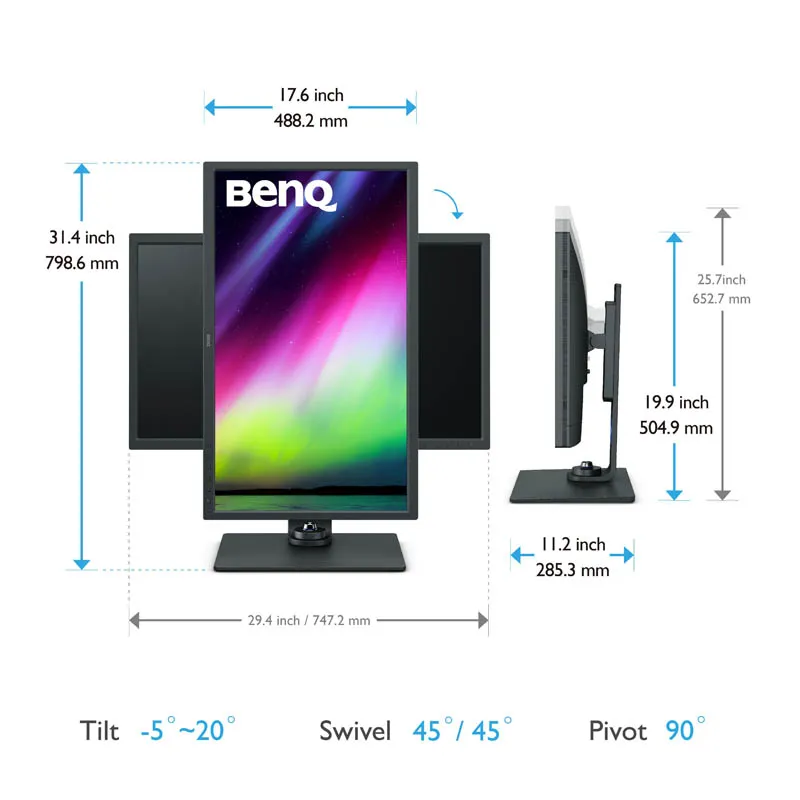 17.6 inch
488.2 mm
BenQ
31.4 inch
798.6 mm
25.7inch
652.7 mm
19.9 inch
504.9 mm
11.2 inch
285.3 mm
29.4 inch / 747.2 mm
Tilt -5°~20° Swivel 45°/ 45° Pivot 90°